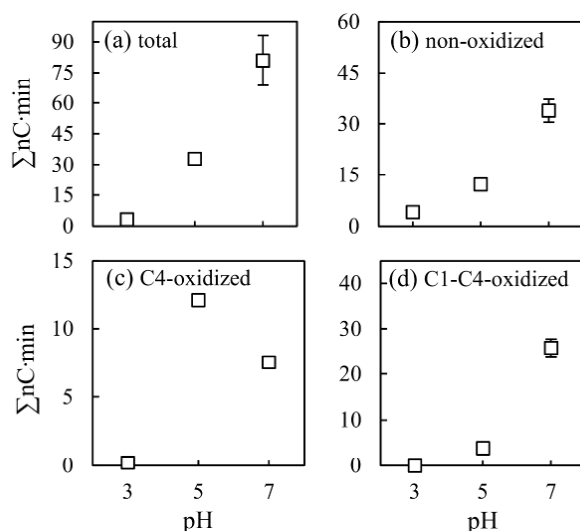 (a) total
90
75
60
45
30
15
0
∑nC·min
(b) non-oxidized
60
45
30
15
0
(c) C4-oxidized
15
10
5
0
∑nC·min
3 5 7
pH
(d) C1-C4-oxidized
40
30
20
10
0
3 5 7
pH